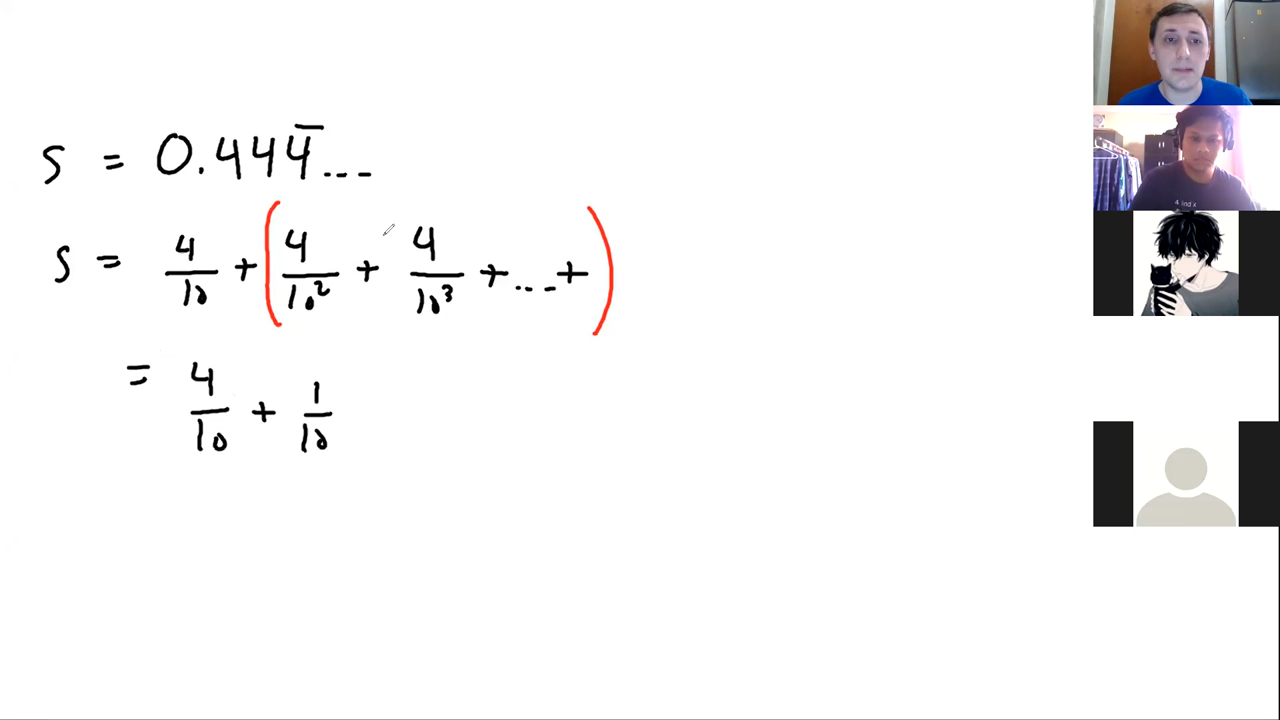 s = 0.444̅...
s = 4/10 + (4/10² + 4/10³ + ... + )
= 4/10 + 1/10